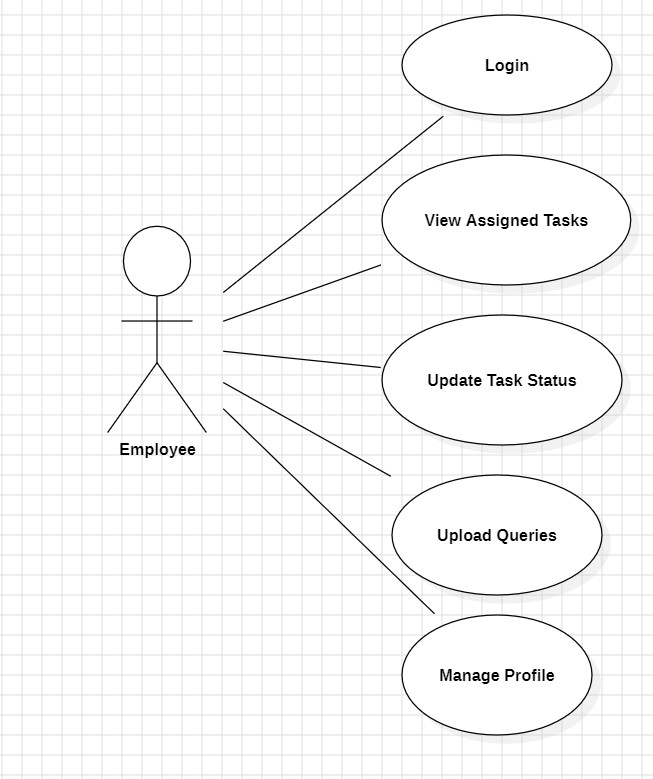 Login
View Assigned Tasks
Update Task Status
Employee
Upload Queries
Manage Profile